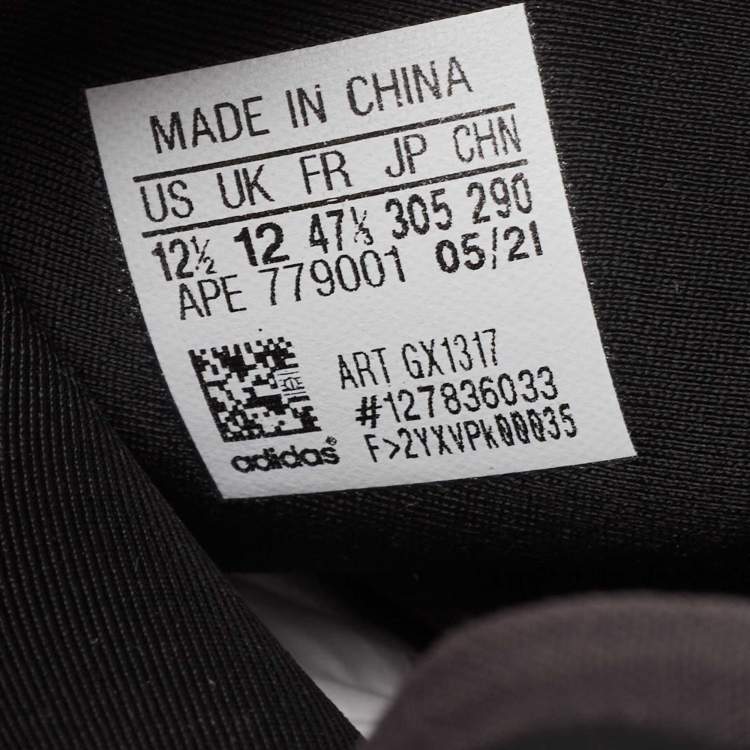 MADE IN CHINA
US UK FR JP CHN
12½ 12 47⅓ 305 290
APE 779001 05/21
ART GX1317
#127836033
F>2YXVPK00035
adidas®